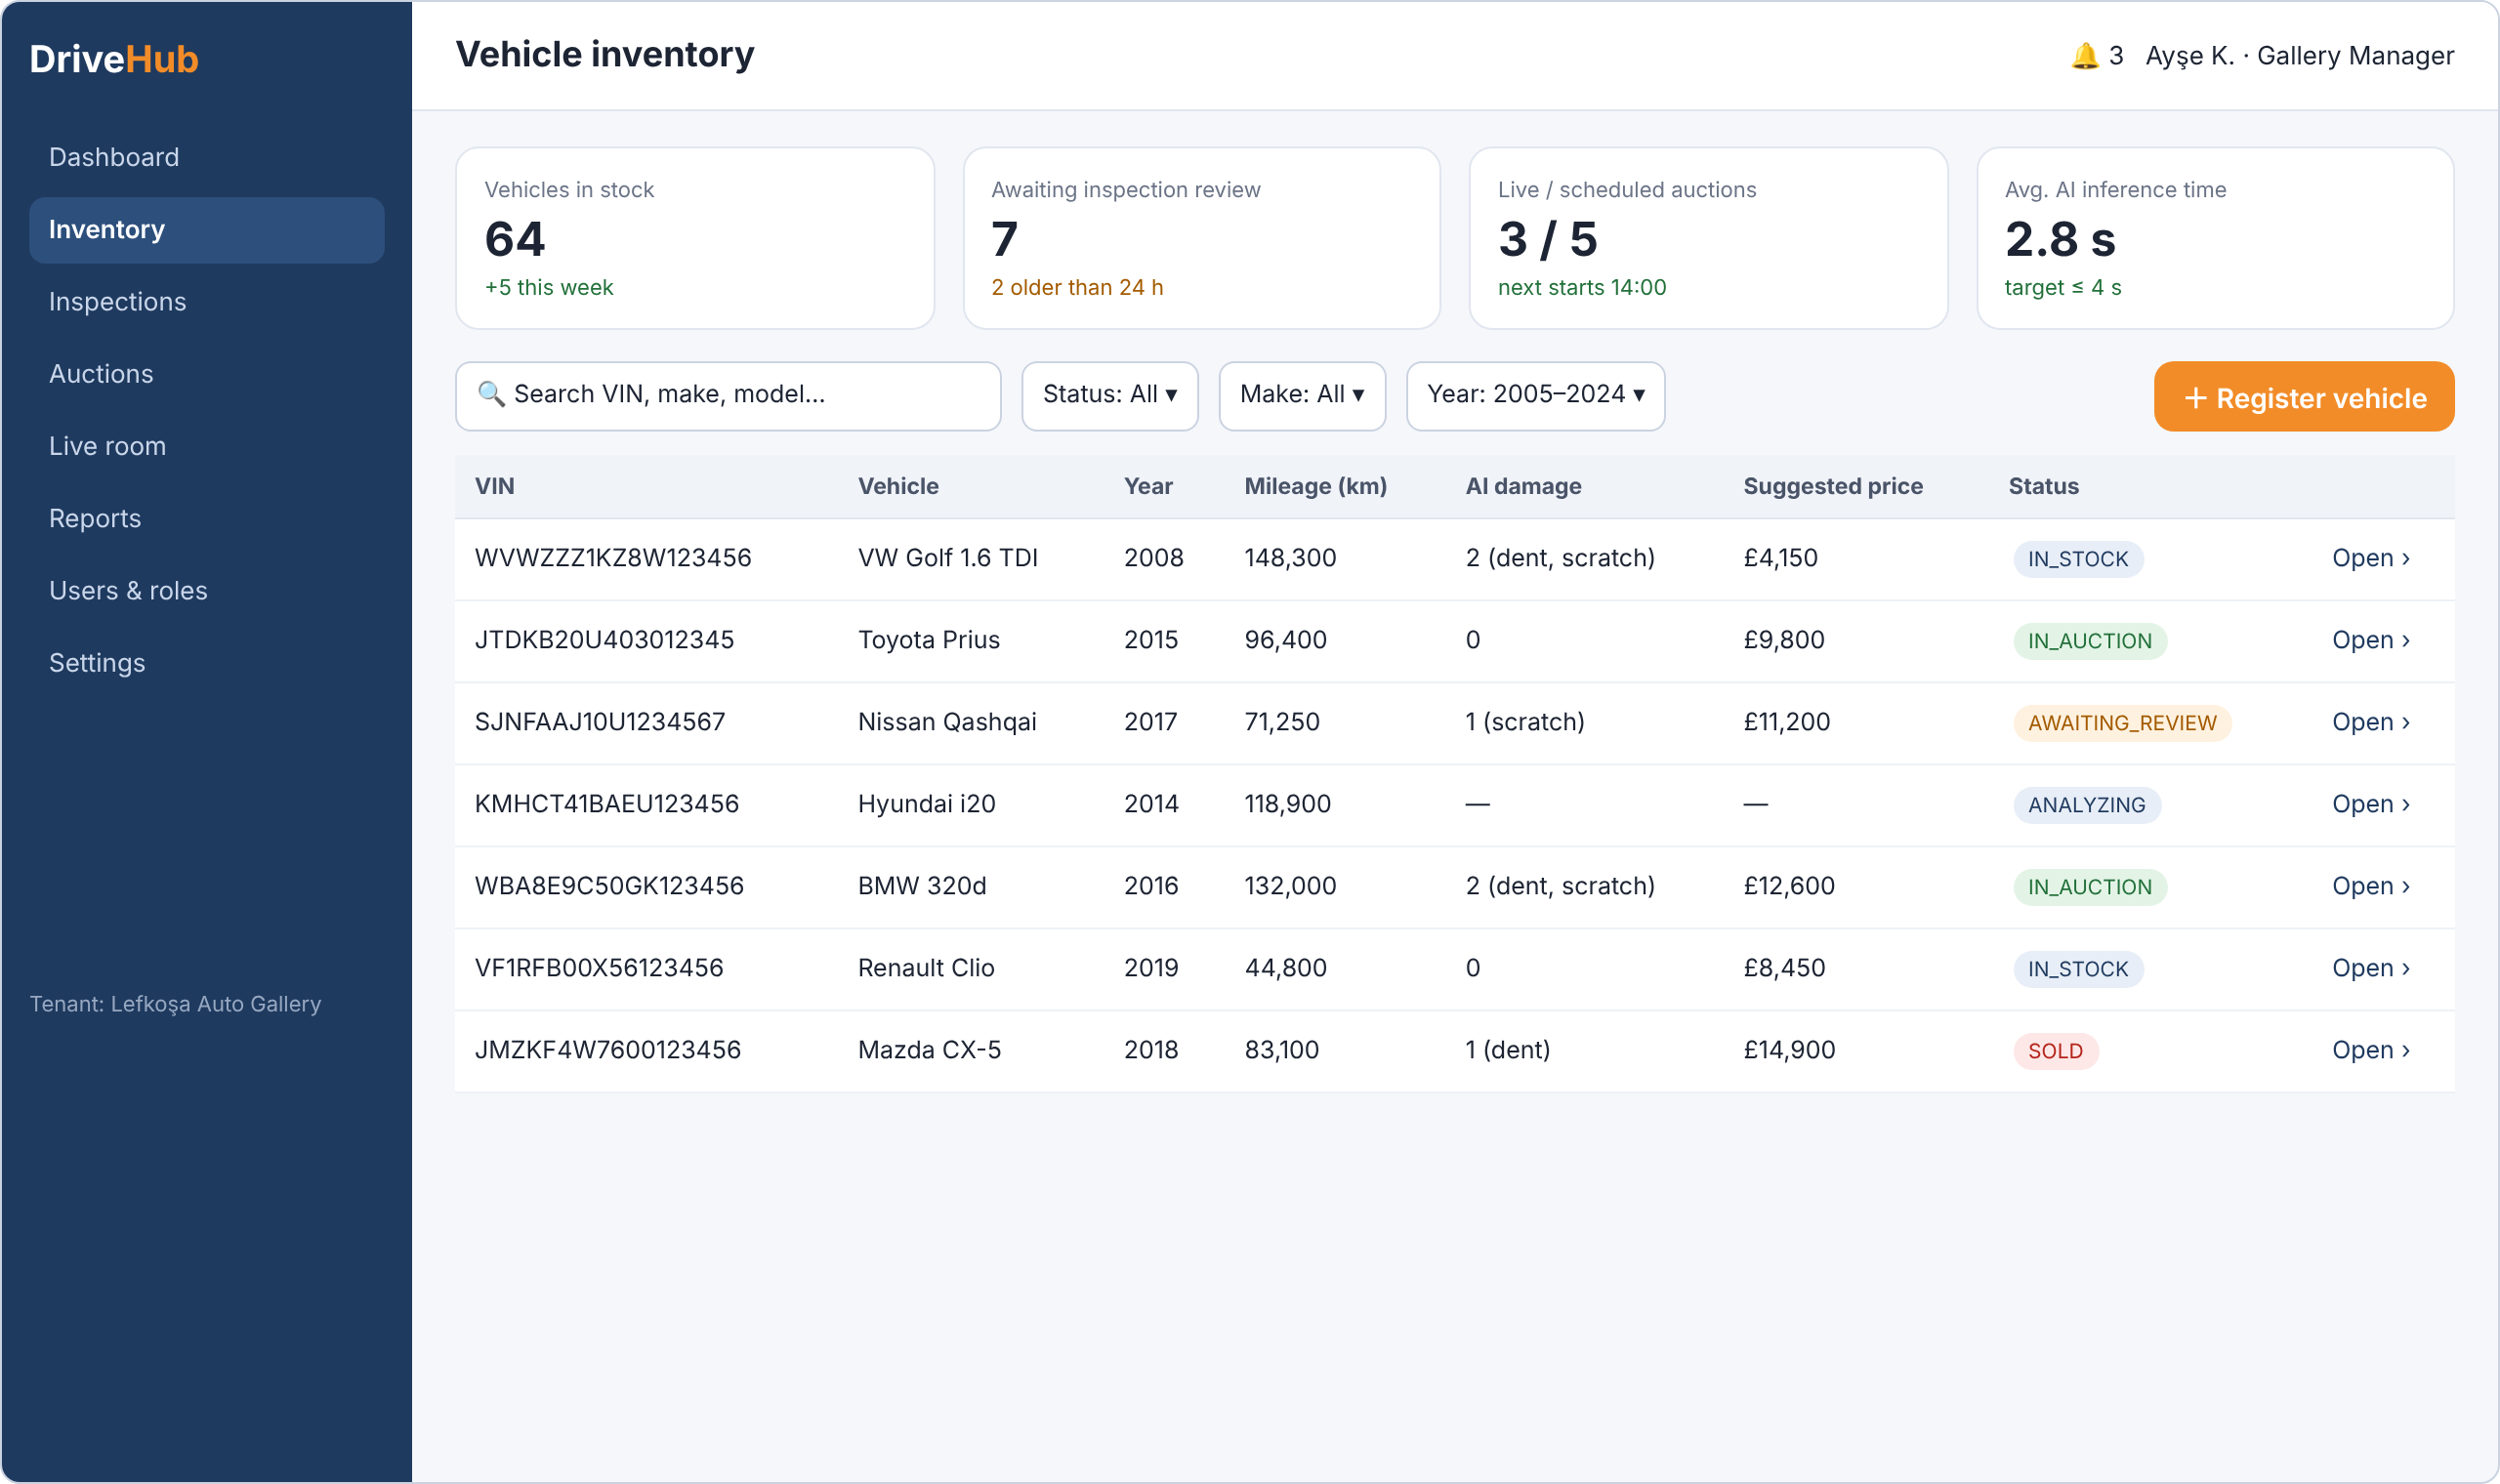 DriveHub
Dashboard
Inventory
Inspections
Auctions
Live room
Reports
Users & roles
Settings
Tenant: Lefkoşa Auto Gallery
Vehicle inventory
🔔 3 Ayşe K. · Gallery Manager
Vehicles in stock
64
+5 this week
Awaiting inspection review
7
2 older than 24 h
Live / scheduled auctions
3 / 5
next starts 14:00
Avg. AI inference time
2.8 s
target ≤ 4 s
🔍 Search VIN, make, model... Status: All ▾ Make: All ▾ Year: 2005–2024 ▾ + Register vehicle
VIN Vehicle Year Mileage (km) AI damage Suggested price Status
WVWZZZ1KZ8W123456 VW Golf 1.6 TDI 2008 148,300 2 (dent, scratch) £4,150 IN_STOCK Open ›
JTDKB20U403012345 Toyota Prius 2015 96,400 0 £9,800 IN_AUCTION Open ›
SJNFAAJ10U1234567 Nissan Qashqai 2017 71,250 1 (scratch) £11,200 AWAITING_REVIEW Open ›
KMHCT41BAEU123456 Hyundai i20 2014 118,900 — — ANALYZING Open ›
WBA8E9C50GK123456 BMW 320d 2016 132,000 2 (dent, scratch) £12,600 IN_AUCTION Open ›
VF1RFB00X56123456 Renault Clio 2019 44,800 0 £8,450 IN_STOCK Open ›
JMZKF4W7600123456 Mazda CX-5 2018 83,100 1 (dent) £14,900 SOLD Open ›